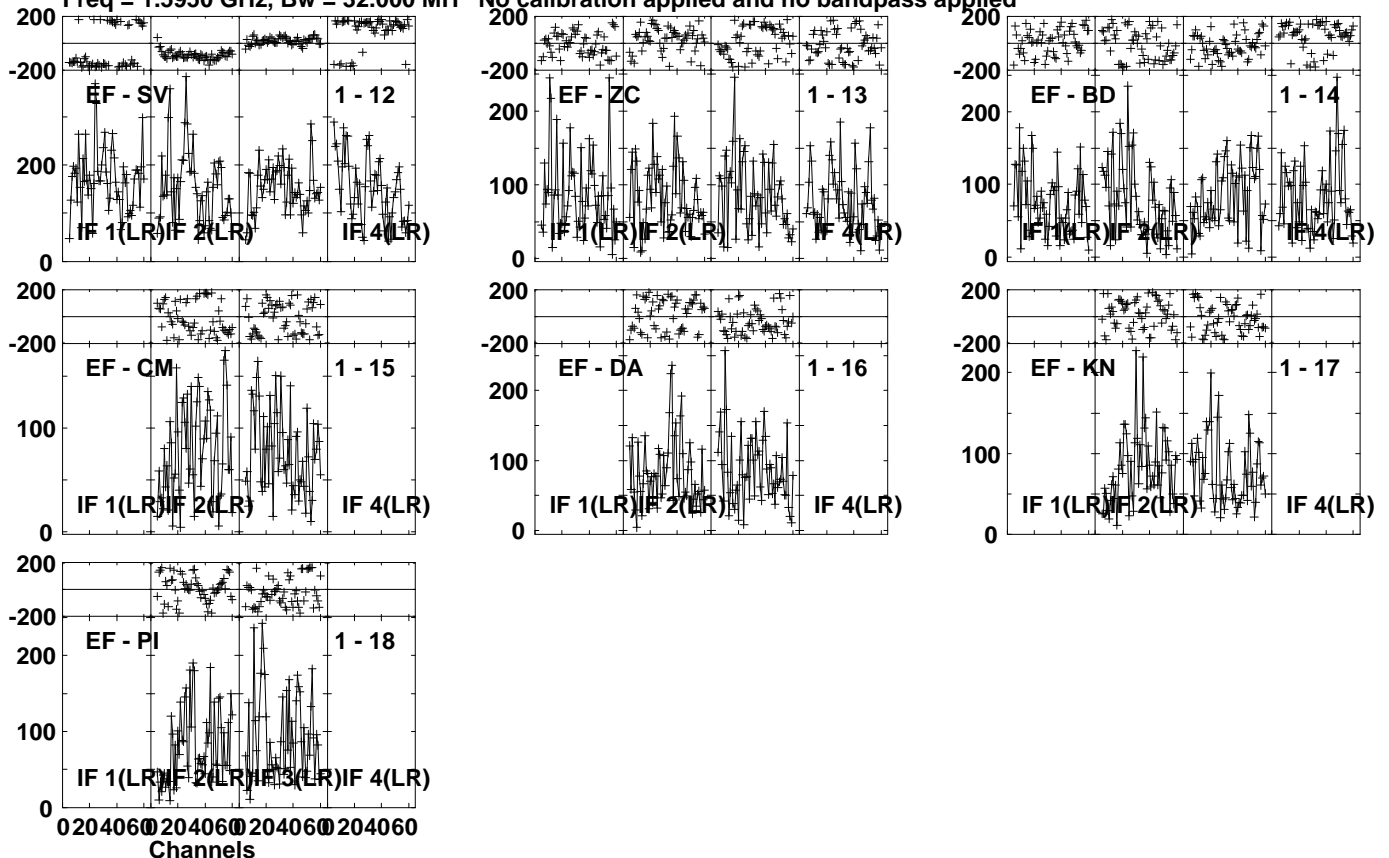 Freq = 1.5950 GHz, Bw = 32.000 MH No calibration applied and no bandpass applied
200
-200
EF - SV
1 - 12
200
0
IF 1(LR)
IF 2(LR)
IF 4(LR)
200
-200
EF - ZC
1 - 13
200
100
0
IF 1(LR)
IF 2(LR)
IF 4(LR)
200
-200
EF - BD
1 - 14
200
100
0
IF 1(LR)
IF 2(LR)
IF 4(LR)
200
-200
EF - CM
1 - 15
100
0
IF 1(LR)
IF 2(LR)
IF 4(LR)
200
-200
EF - DA
1 - 16
200
100
0
IF 1(LR)
IF 2(LR)
IF 4(LR)
200
-200
EF - KN
1 - 17
200
100
0
IF 1(LR)
IF 2(LR)
IF 4(LR)
200
-200
EF - PI
1 - 18
200
100
0
IF 1(LR)
IF 2(LR)
IF 3(LR)
IF 4(LR)
0 20 40 60 0 20 40 60 0 20 40 60 0 20 40 60
Channels